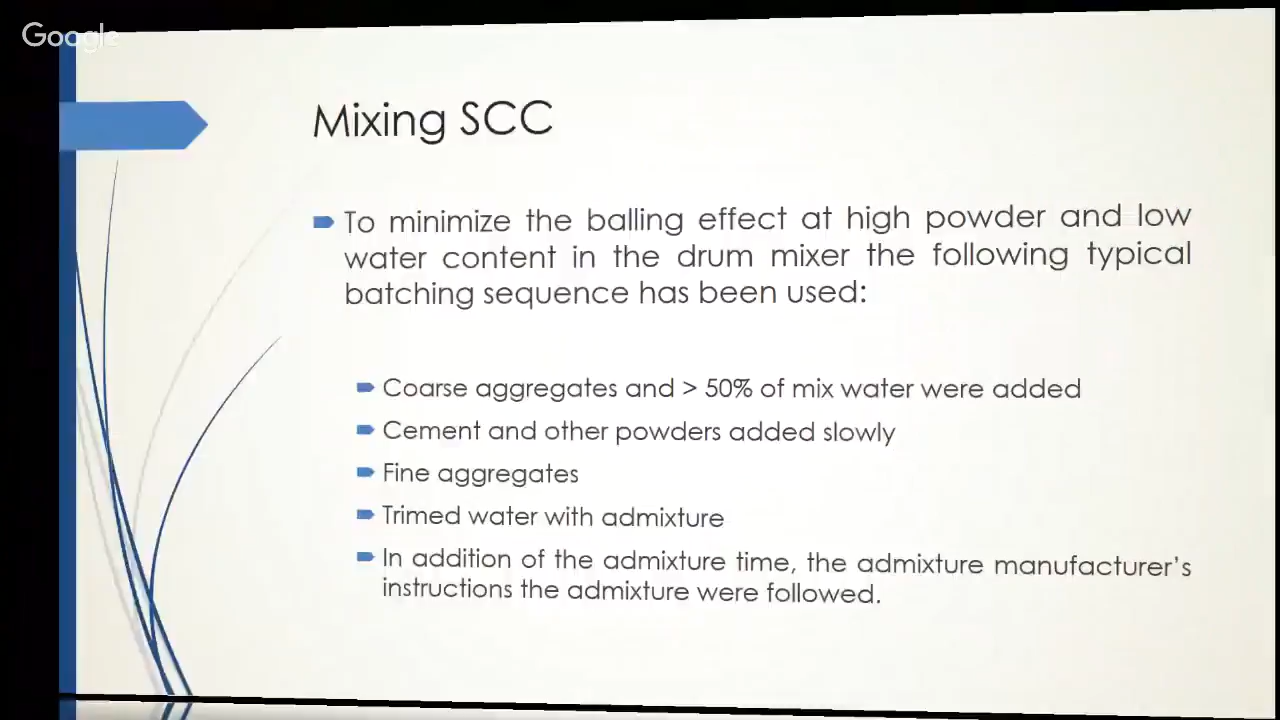 Google
Mixing SCC
To minimize the balling effect at high powder and low
water content in the drum mixer the following typical
batching sequence has been used:
Coarse aggregates and > 50% of mix water were added
Cement and other powders added slowly
Fine aggregates
Trimed water with admixture
In addition of the admixture time, the admixture manufacturer's
instructions the admixture were followed.